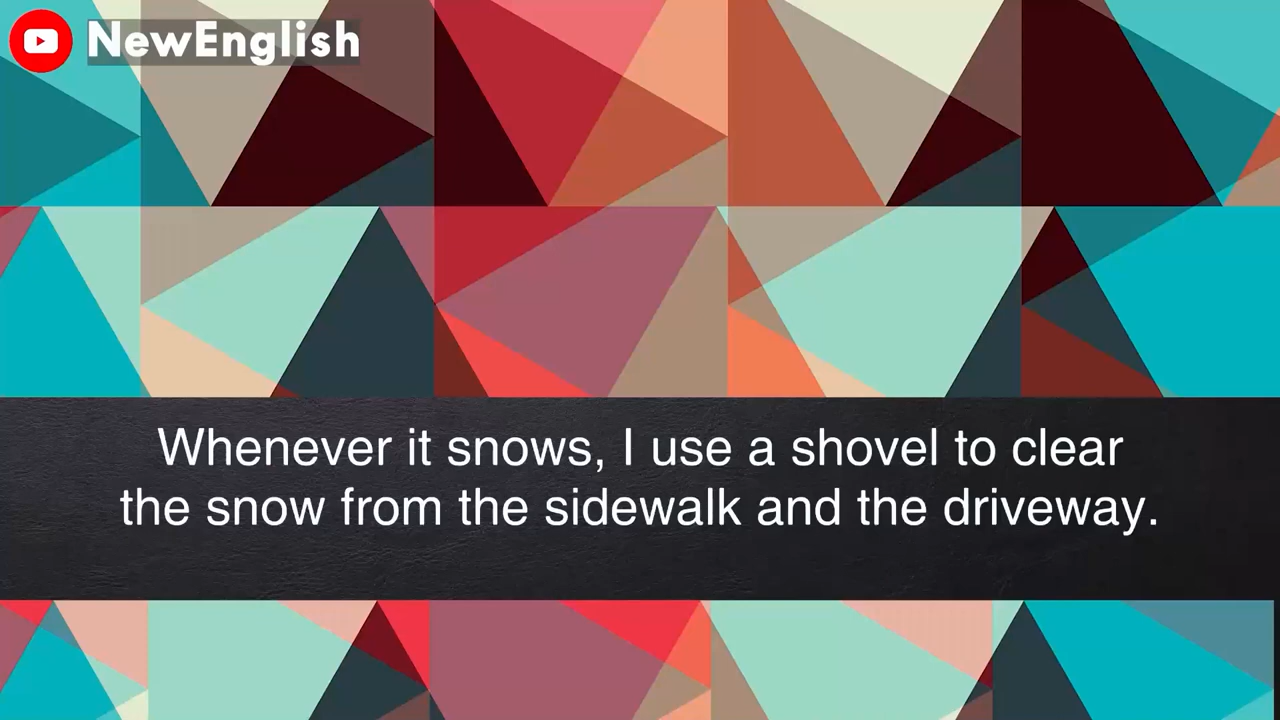 NewEnglish
Whenever it snows, I use a shovel to clear
the snow from the sidewalk and the driveway.